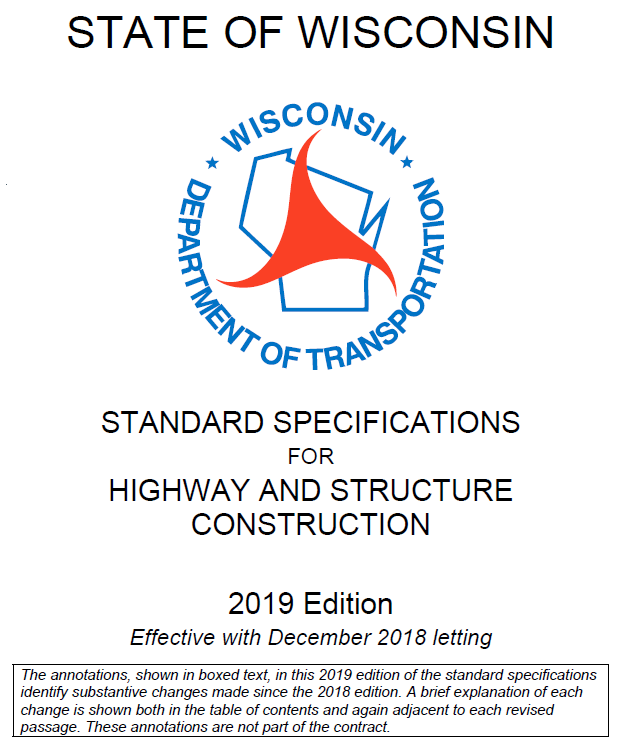 STATE OF WISCONSIN
★ WISCONSIN ★
DEPARTMENT OF TRANSPORTATION
STANDARD SPECIFICATIONS
FOR
HIGHWAY AND STRUCTURE
CONSTRUCTION
2019 Edition
Effective with December 2018 letting
The annotations, shown in boxed text, in this 2019 edition of the standard specifications
identify substantive changes made since the 2018 edition. A brief explanation of each
change is shown both in the table of contents and again adjacent to each revised
passage. These annotations are not part of the contract.